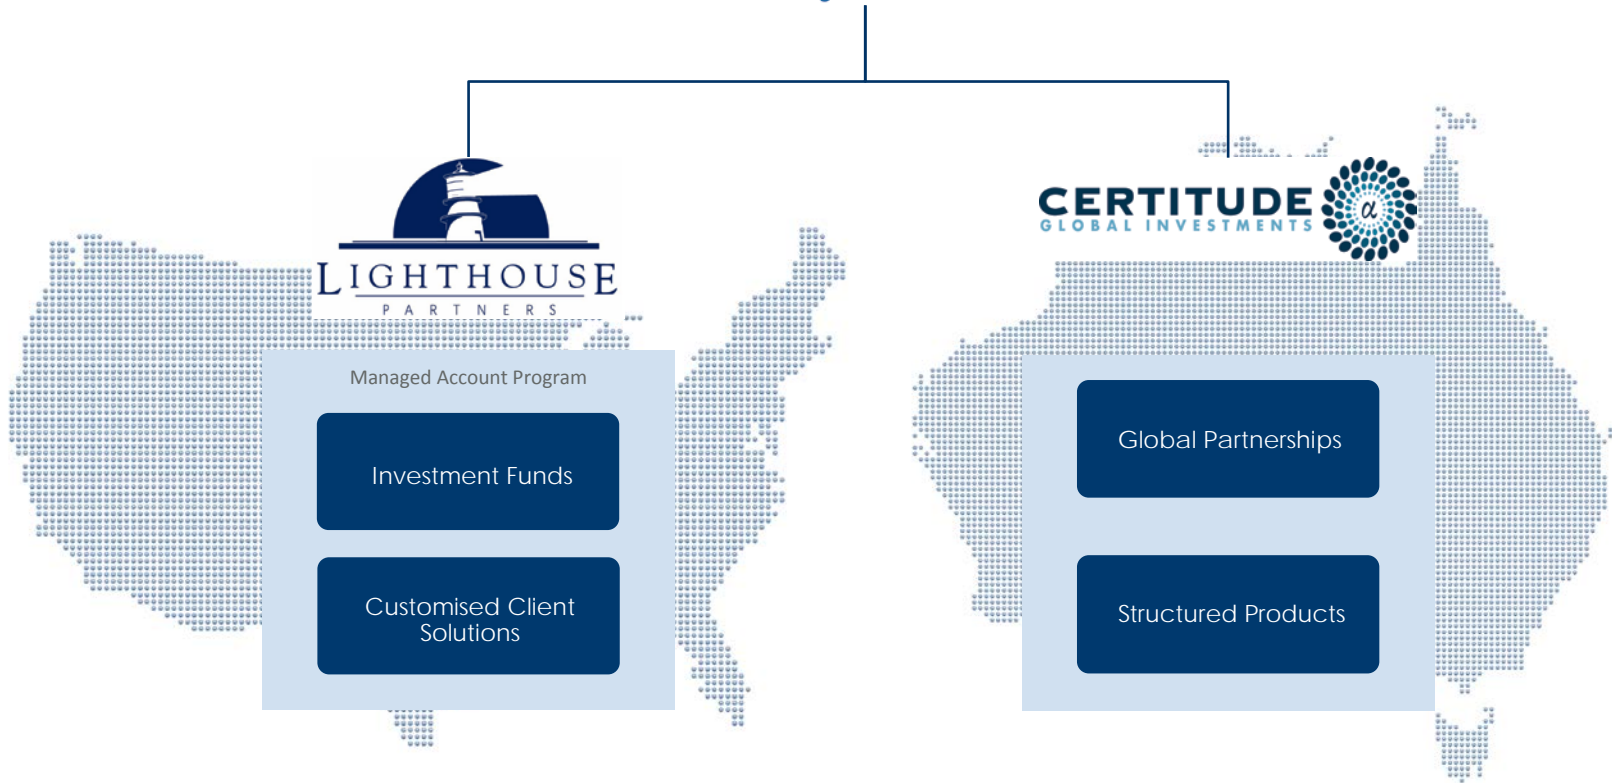 LIGHTHOUSE
PARTNERS
Managed Account Program
Investment Funds
Customised Client
Solutions
CERTITUDE
GLOBAL INVESTMENTS
α
Global Partnerships
Structured Products